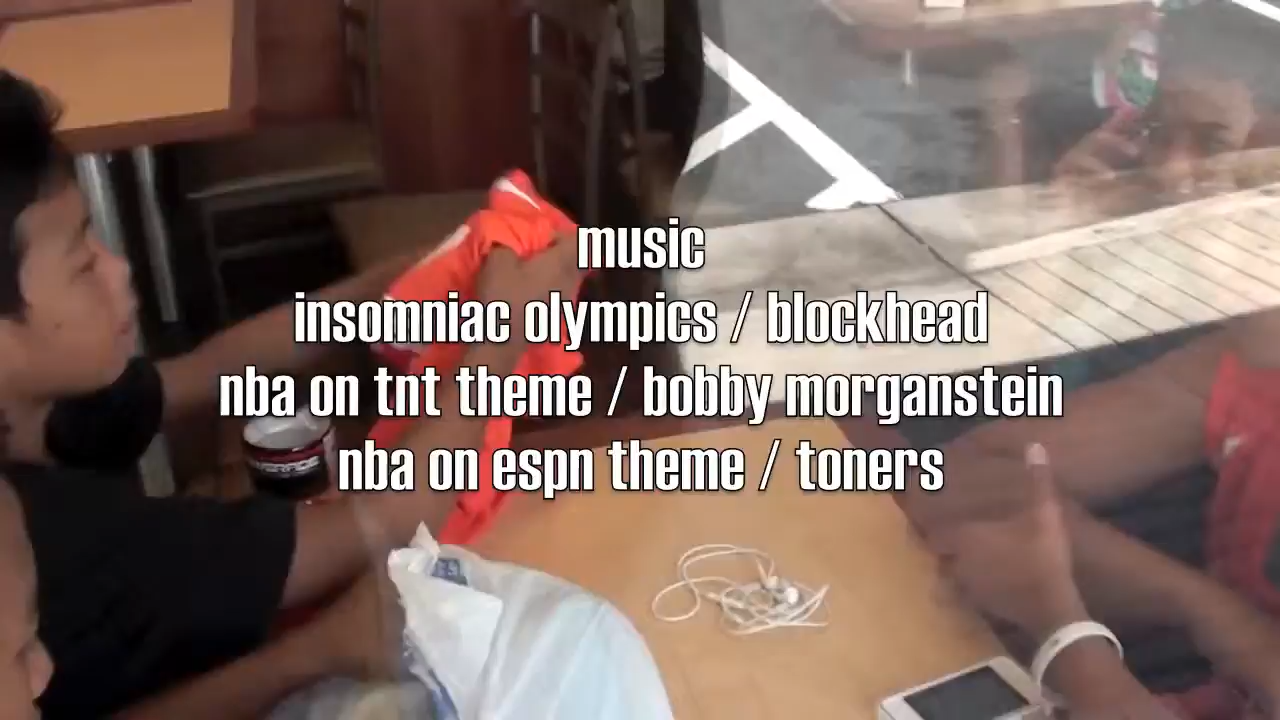 music
insomniac olympics / blockhead
nba on tnt theme / bobby morganstein
nba on espn theme / toners